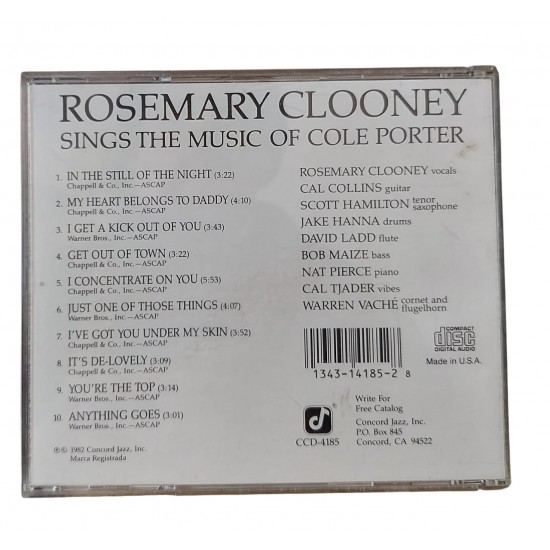 ROSEMARY CLOONEY
SINGS THE MUSIC OF COLE PORTER
1. IN THE STILL OF THE NIGHT (3:22)
Chappell & Co., Inc.—ASCAP
2. MY HEART BELONGS TO DADDY (4:10)
Chappell & Co., Inc.—ASCAP
3. I GET A KICK OUT OF YOU (3:43)
Warner Bros., Inc.—ASCAP
4. GET OUT OF TOWN (3:22)
Chappell & Co., Inc.—ASCAP
5. I CONCENTRATE ON YOU (5:53)
Chappell & Co., Inc.—ASCAP
6. JUST ONE OF THOSE THINGS (4:07)
Warner Bros., Inc.—ASCAP
7. I'VE GOT YOU UNDER MY SKIN (3:52)
Chappell & Co., Inc.—ASCAP
8. IT'S DE-LOVELY (3:09)
Chappell & Co., Inc.—ASCAP
9. YOU'RE THE TOP (3:14)
Warner Bros., Inc.—ASCAP
10. ANYTHING GOES (3:01)
Warner Bros., Inc.—ASCAP
℗© 1982 Concord Jazz, Inc.
Marca Registrada
ROSEMARY CLOONEY vocals
CAL COLLINS guitar
SCOTT HAMILTON tenor saxophone
JAKE HANNA drums
DAVID LADD flute
BOB MAIZE bass
NAT PIERCE piano
CAL TJADER vibes
WARREN VACHÉ cornet and flugelhorn
1343-14185-2 8
COMPACT
disc
DIGITAL AUDIO
Made in U.S.A.
CCD-4185
Write For
Free Catalog
Concord Jazz, Inc.
P.O. Box 845
Concord, CA 94522